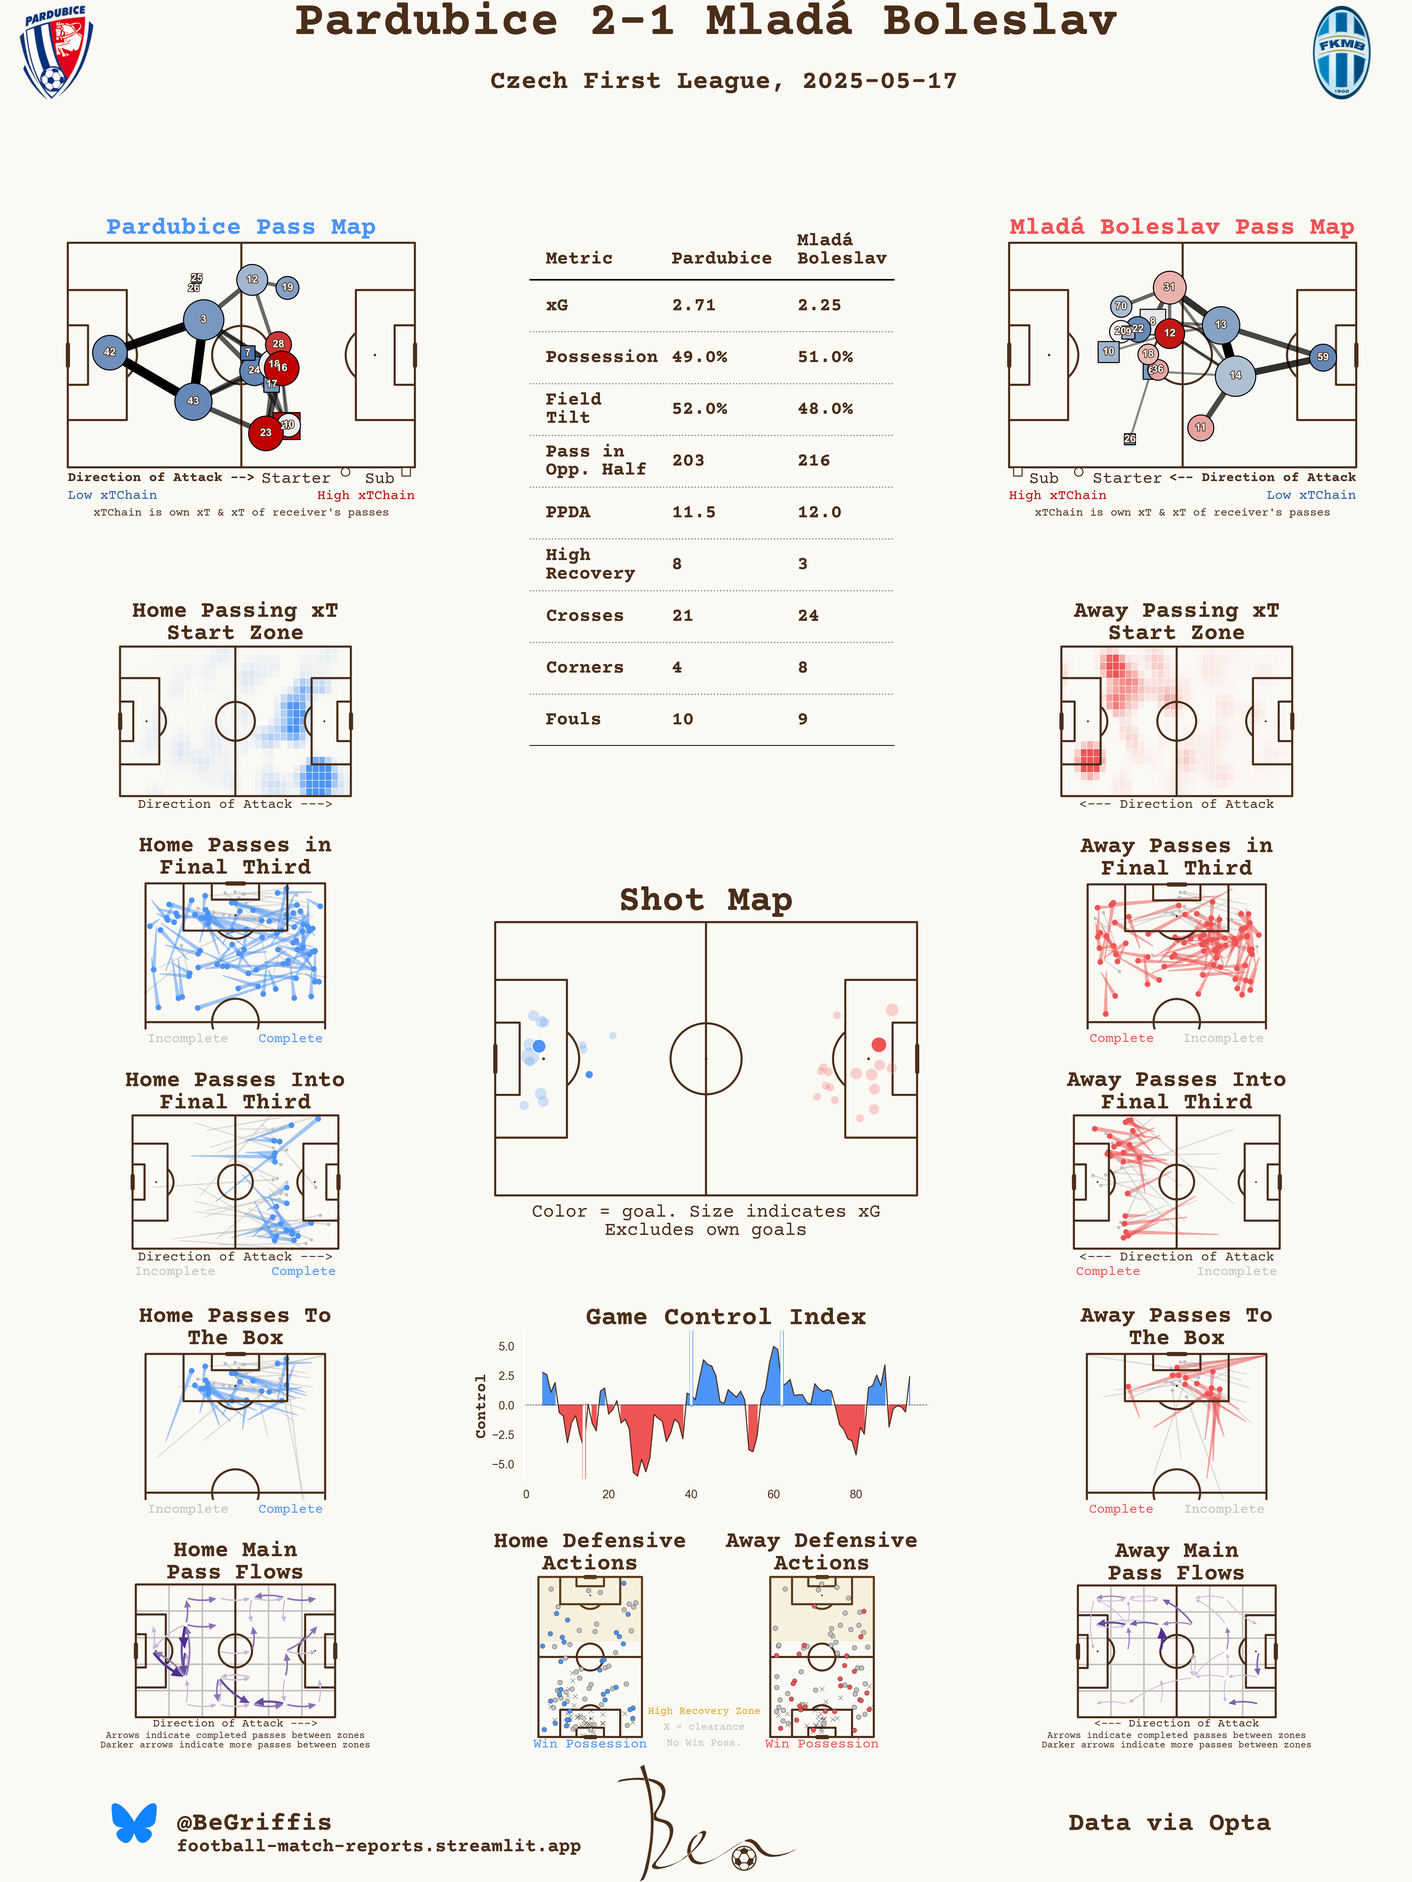 PARDUBICE
Pardubice 2-1 Mladá Boleslav
FKMB
1902
Czech First League, 2025-05-17
Pardubice Pass Map
25
26
12
19
3
42
28
7
18
16
24
17
43
23
10
Direction of Attack --> Starter Sub
Low xTChain High xTChain
xTChain is own xT & xT of receiver's passes
Metric Pardubice Mladá Boleslav
xG 2.71 2.25
Possession 49.0% 51.0%
Field Tilt 52.0% 48.0%
Pass in Opp. Half 203 216
PPDA 11.5 12.0
High Recovery 8 3
Crosses 21 24
Corners 4 8
Fouls 10 9
Mladá Boleslav Pass Map
31
70
8
13
20
9
22
12
10
18
59
36
14
11
26
Sub Starter <-- Direction of Attack
High xTChain Low xTChain
xTChain is own xT & xT of receiver's passes
Home Passing xT
Start Zone
Direction of Attack --->
Away Passing xT
Start Zone
<--- Direction of Attack
Home Passes in
Final Third
Incomplete Complete
Away Passes in
Final Third
Complete Incomplete
Shot Map
Color = goal. Size indicates xG
Excludes own goals
Home Passes Into
Final Third
Direction of Attack --->
Incomplete Complete
Away Passes Into
Final Third
<--- Direction of Attack
Complete Incomplete
Home Passes To
The Box
Incomplete Complete
Game Control Index
Control
5.0
2.5
0.0
−2.5
−5.0
0 20 40 60 80
Away Passes To
The Box
Complete Incomplete
Home Main
Pass Flows
Direction of Attack --->
Arrows indicate completed passes between zones
Darker arrows indicate more passes between zones
Home Defensive
Actions
Win Possession
High Recovery Zone
X = clearance
No Win Poss.
Away Defensive
Actions
Win Possession
Away Main
Pass Flows
<--- Direction of Attack
Arrows indicate completed passes between zones
Darker arrows indicate more passes between zones
@BeGriffis
football-match-reports.streamlit.app
Ben
Data via Opta